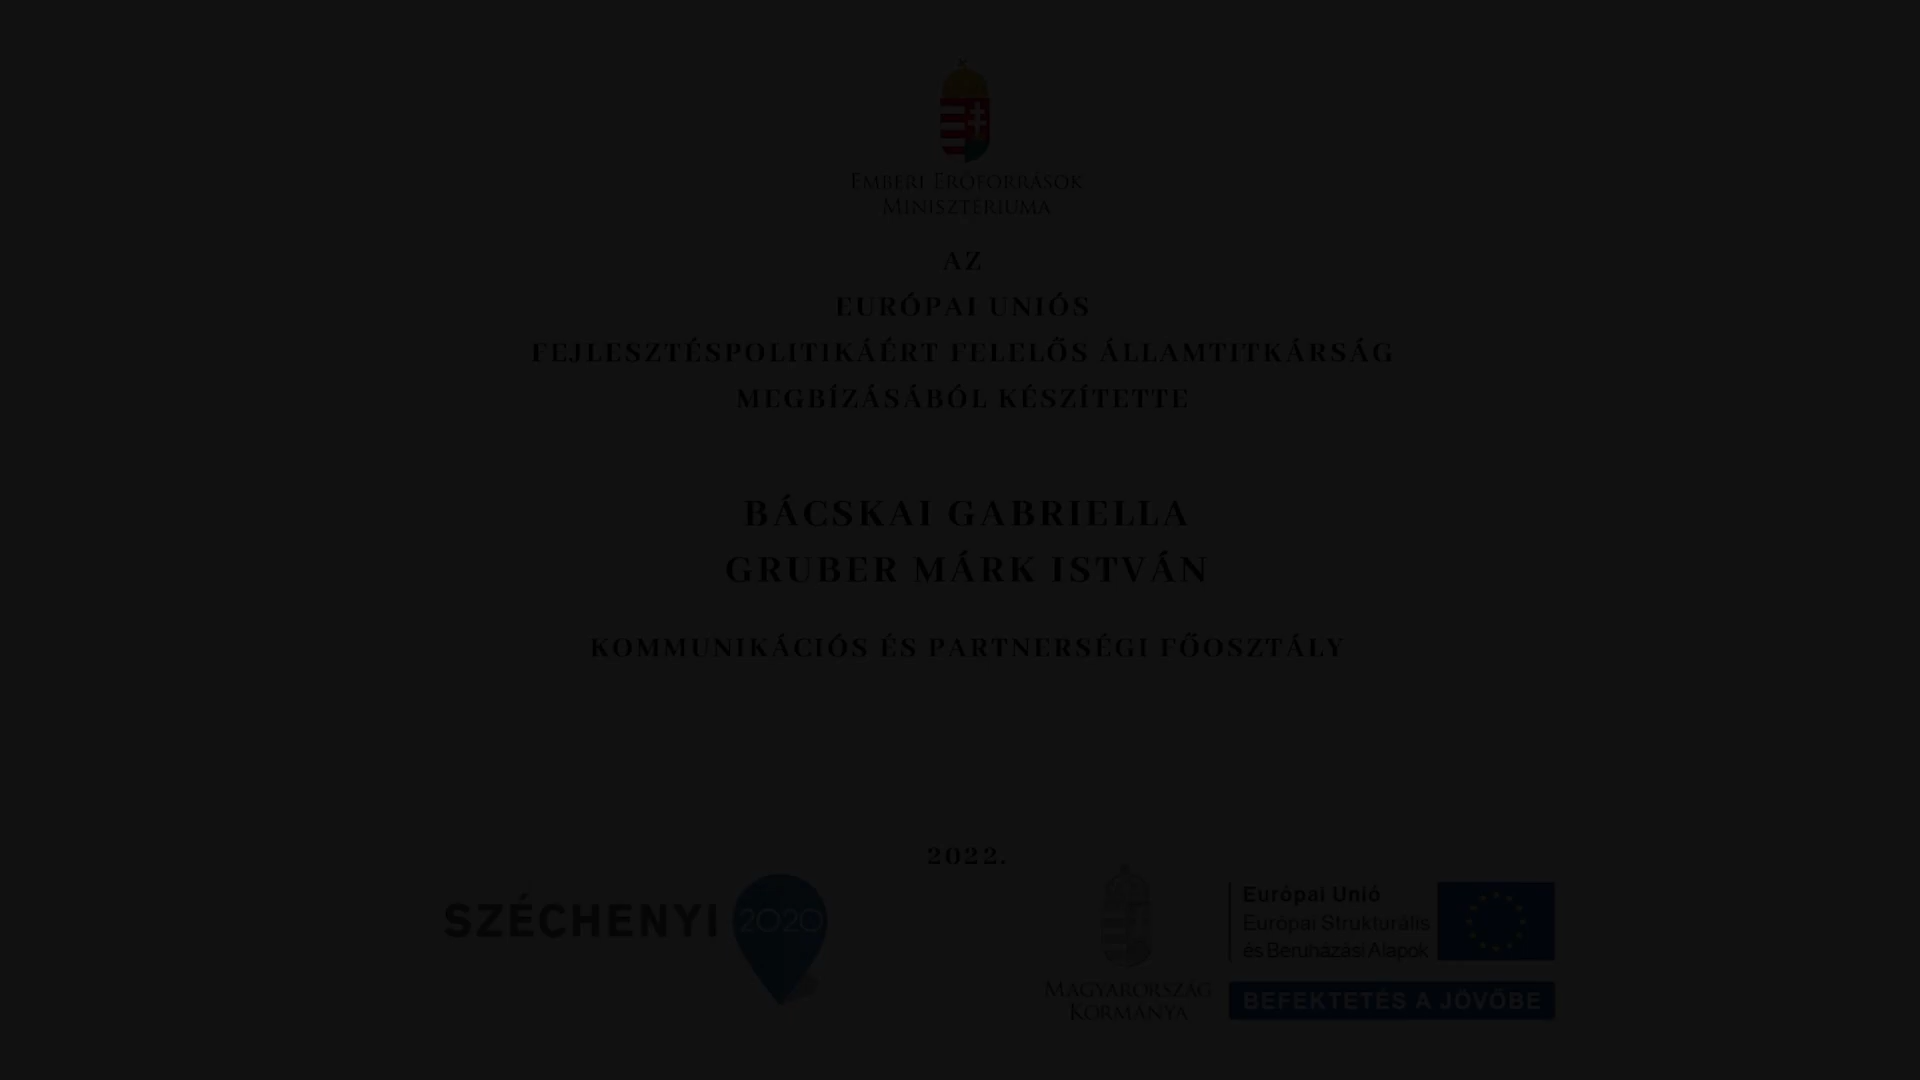 EMBERI ERŐFORRÁSOK
MINISZTÉRIUMA
AZ
EURÓPAI UNIÓS
FEJLESZTÉSPOLITIKÁÉRT FELELŐS ÁLLAMTITKÁRSÁG
MEGBÍZÁSÁBÓL KÉSZÍTETTE
BÁCSKAI GABRIELLA
GRUBER MÁRK ISTVÁN
KOMMUNIKÁCIÓS ÉS PARTNERSÉGI FŐOSZTÁLY
2022.
SZÉCHENYI 2020
MAGYARORSZÁG
KORMÁNYA
Európai Unió
Európai Strukturális
és Beruházási Alapok
BEFEKTETÉS A JÖVŐBE